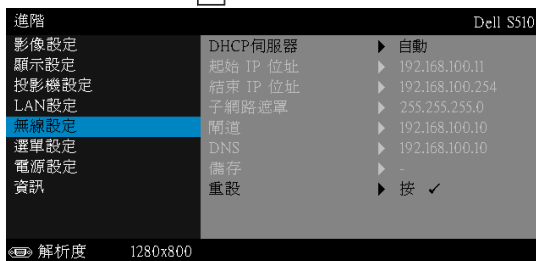 進階 Dell S510
影像設定 DHCP伺服器 ▶ 自動
顯示設定 起始 IP 位址 ▶ 192.168.100.11
投影機設定 結束 IP 位址 ▶ 192.168.100.254
LAN設定 子網路遮罩 ▶ 255.255.255.0
無線設定 閘道 ▶ 192.168.100.10
選單設定 DNS ▶ 192.168.100.10
電源設定 儲存 ▶ -
資訊 重設 ▶ 按 ✓
解析度 1280x800